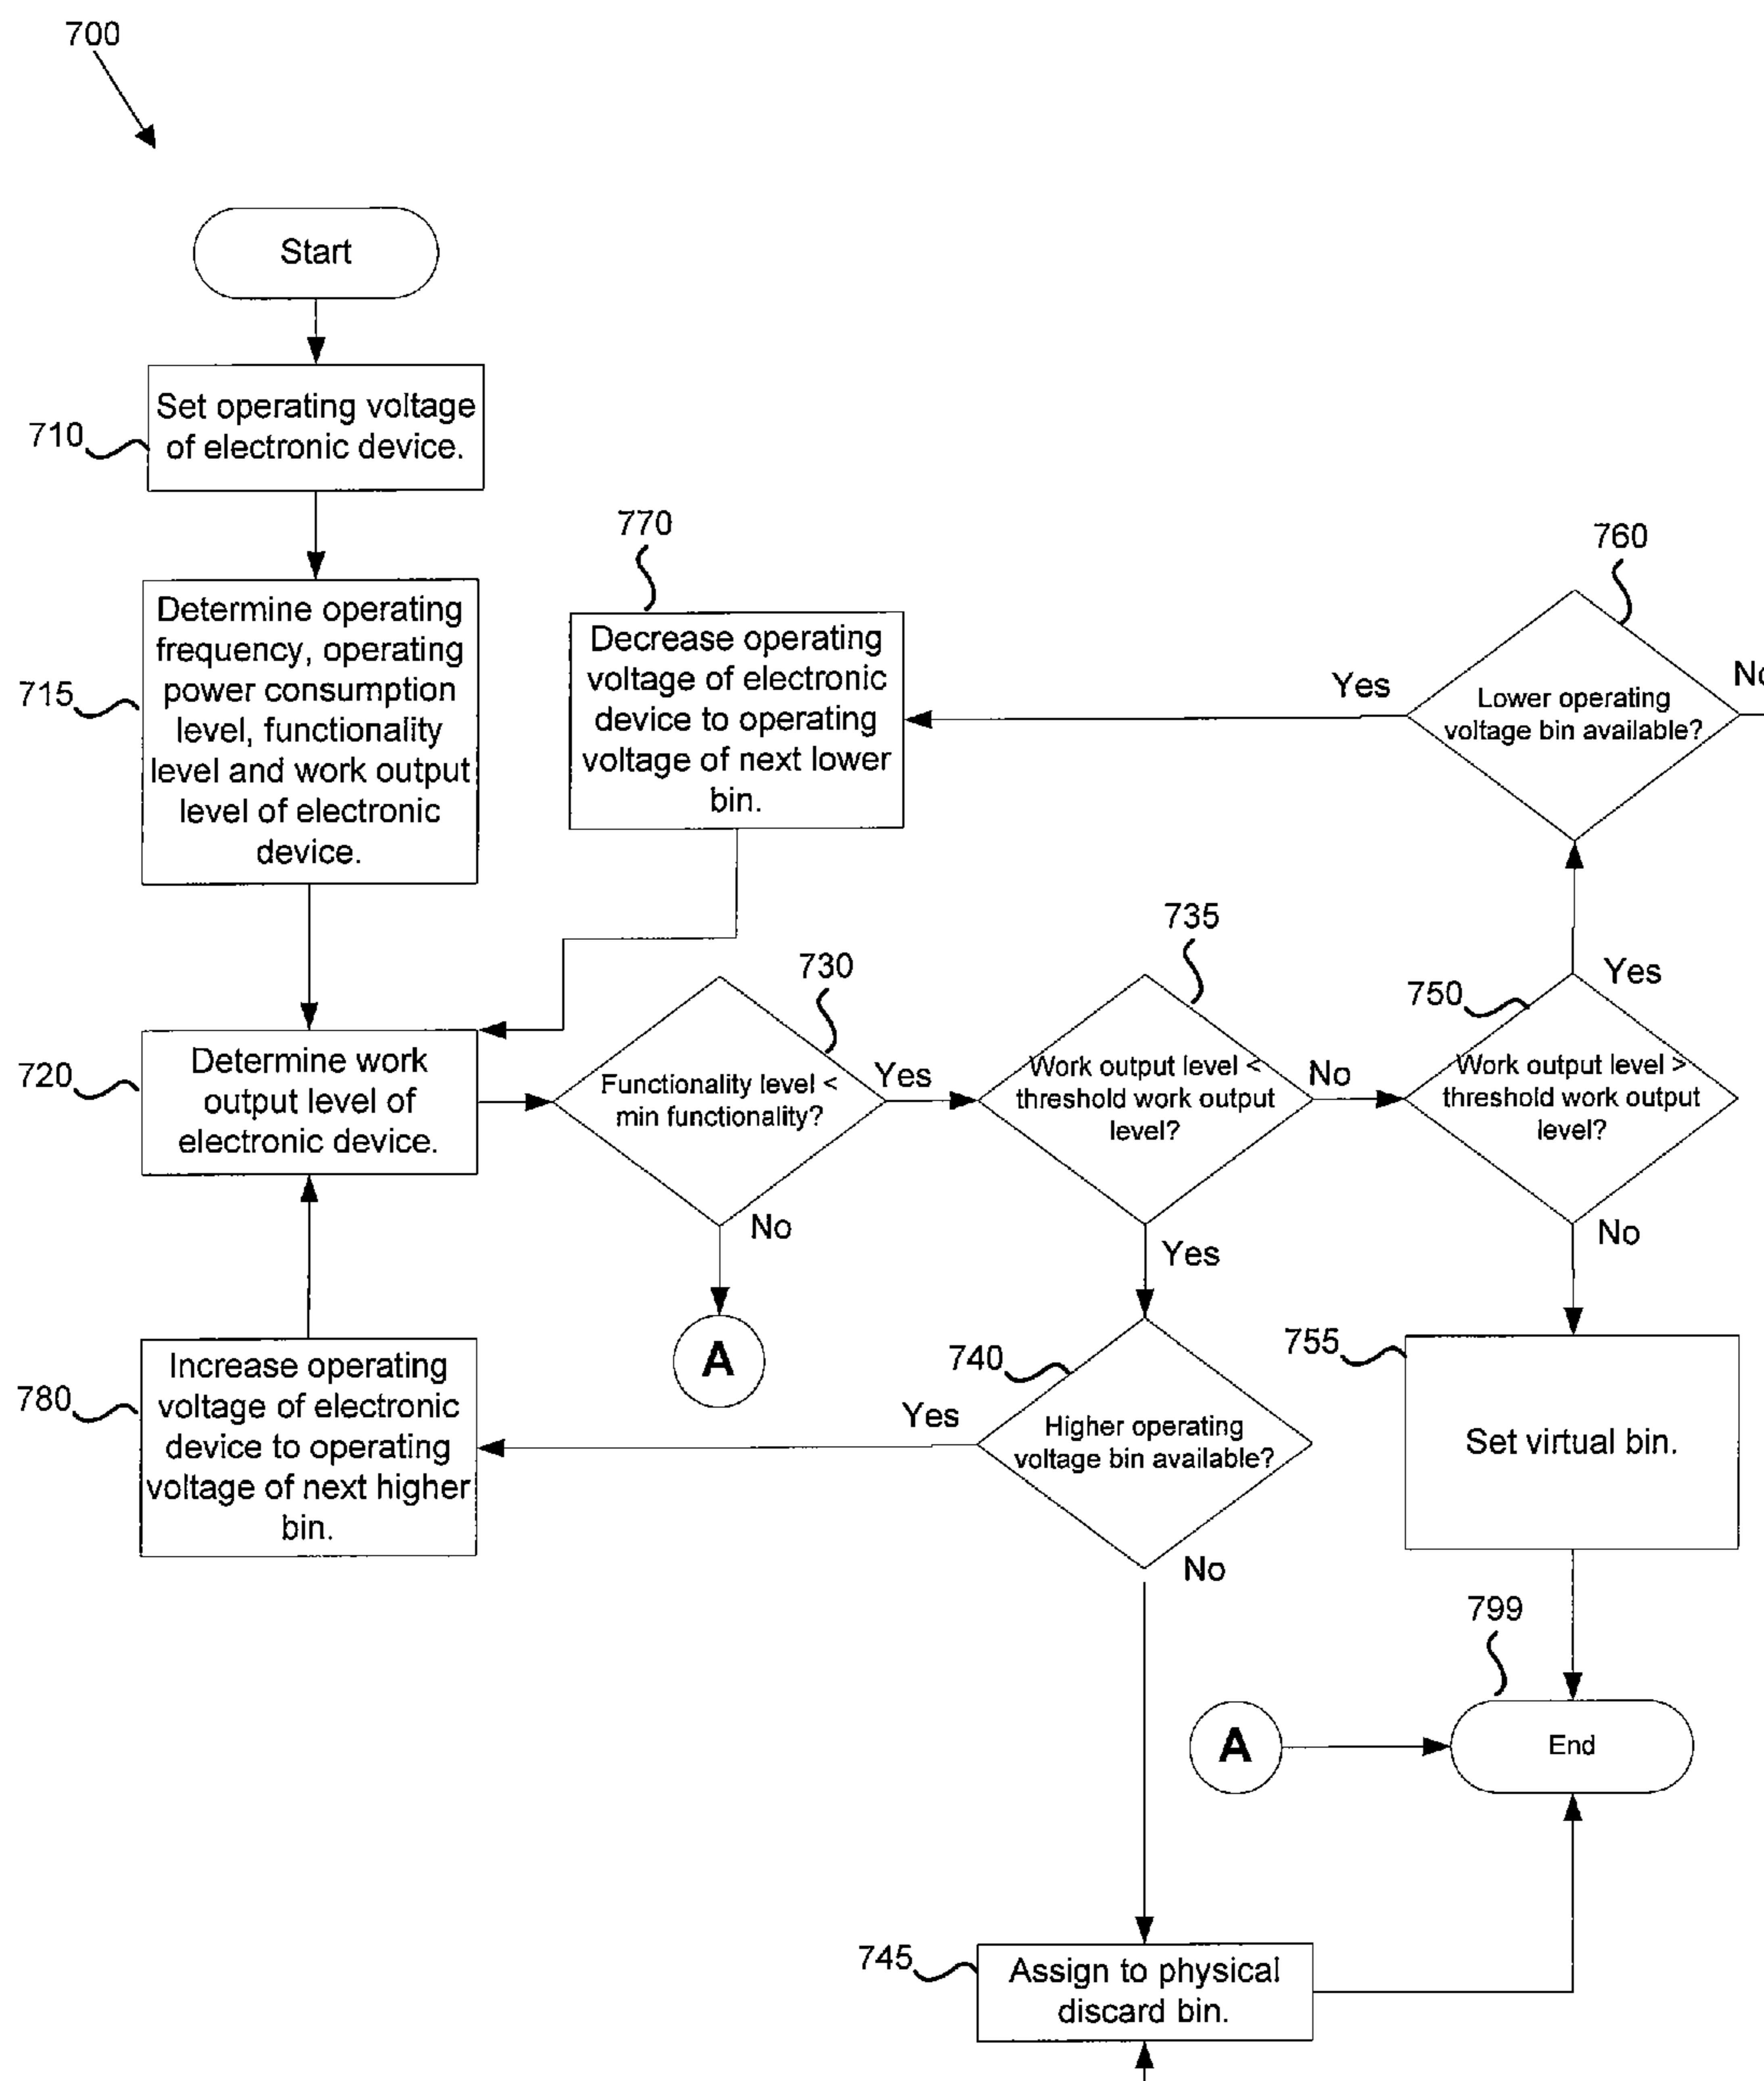 700
Start
710
Set operating voltage
of electronic device.
715
Determine operating
frequency, operating
power consumption
level, functionality
level and work output
level of electronic
device.
770
Decrease operating
voltage of electronic
device to operating
voltage of next lower
bin.
760
Yes
Lower operating
voltage bin available?
No
720
Determine work
output level of
electronic device.
730
Functionality level <
min functionality?
Yes
No
A
735
Work output level <
threshold work output
level?
No
Yes
750
Work output level >
threshold work output
level?
Yes
No
780
Increase operating
voltage of electronic
device to operating
voltage of next higher
bin.
740
Yes
Higher operating
voltage bin available?
No
755
Set virtual bin.
799
A
End
745
Assign to physical
discard bin.